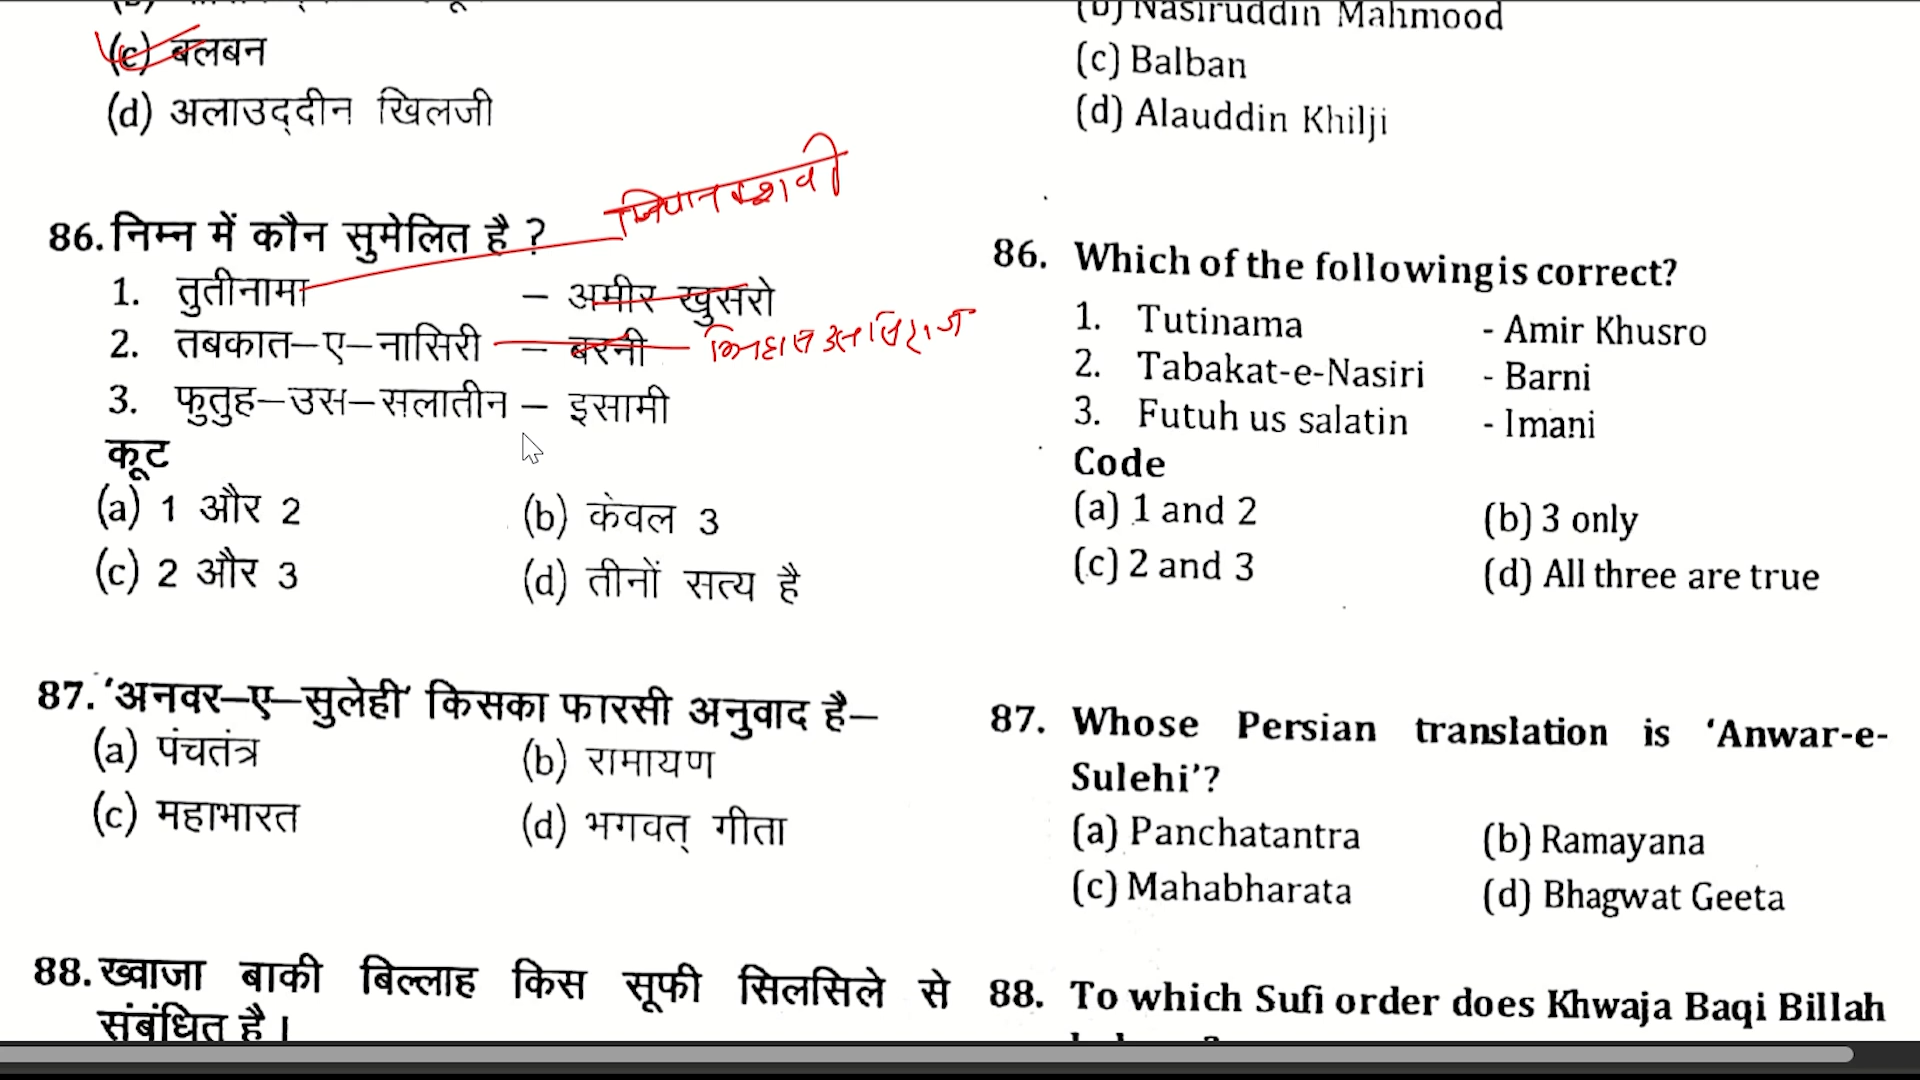 (c) बलबन
(d) अलाउद्दीन खिलजी
86. निम्न में कौन सुमेलित है ?
1. तुतीनामा – अमीर खुसरो
2. तबकात–ए–नासिरी – बरनी
3. फुतुह–उस–सलातीन – इसामी
कूट
(a) 1 और 2 (b) केवल 3
(c) 2 और 3 (d) तीनों सत्य है
87. 'अनवर–ए–सुलेही' किसका फारसी अनुवाद है–
(a) पंचतंत्र (b) रामायण
(c) महाभारत (d) भगवत् गीता
88. ख्वाजा बाकी बिल्लाह किस सूफी सिलसिले से
संबंधित है।
(b) Nasiruddin Mahmood
(c) Balban
(d) Alauddin Khilji
86. Which of the followingis correct?
1. Tutinama - Amir Khusro
2. Tabakat-e-Nasiri - Barni
3. Futuh us salatin - Imani
Code
(a) 1 and 2 (b) 3 only
(c) 2 and 3 (d) All three are true
87. Whose Persian translation is 'Anwar-e-
Sulehi'?
(a) Panchatantra (b) Ramayana
(c) Mahabharata (d) Bhagwat Geeta
88. To which Sufi order does Khwaja Baqi Billah